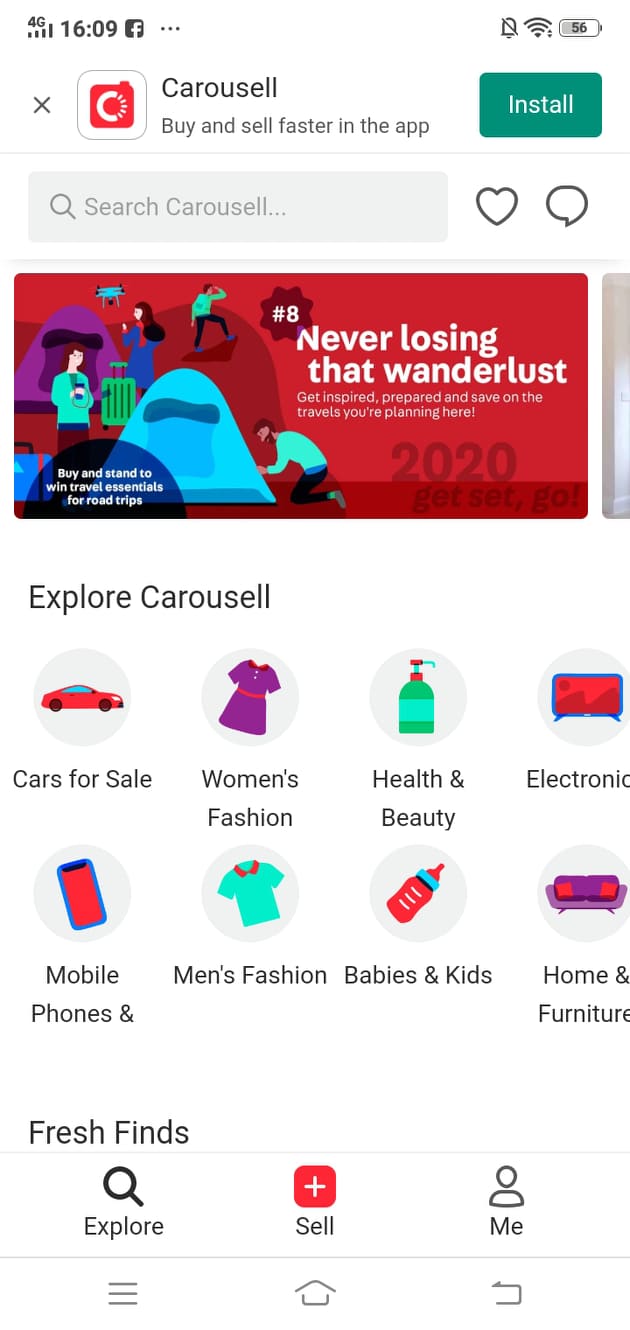 4G 16:09 ... 56
Carousell
Buy and sell faster in the app
Install
Search Carousell...
#8
Never losing
that wanderlust
Get inspired, prepared and save on the
travels you're planning here!
2020
get set, go!
Buy and stand to
win travel essentials
for road trips
Explore Carousell
Cars for Sale
Women's
Fashion
Health &
Beauty
Electronic
Mobile
Phones &
Men's Fashion
Babies & Kids
Home &
Furniture
Fresh Finds
Explore
Sell
Me